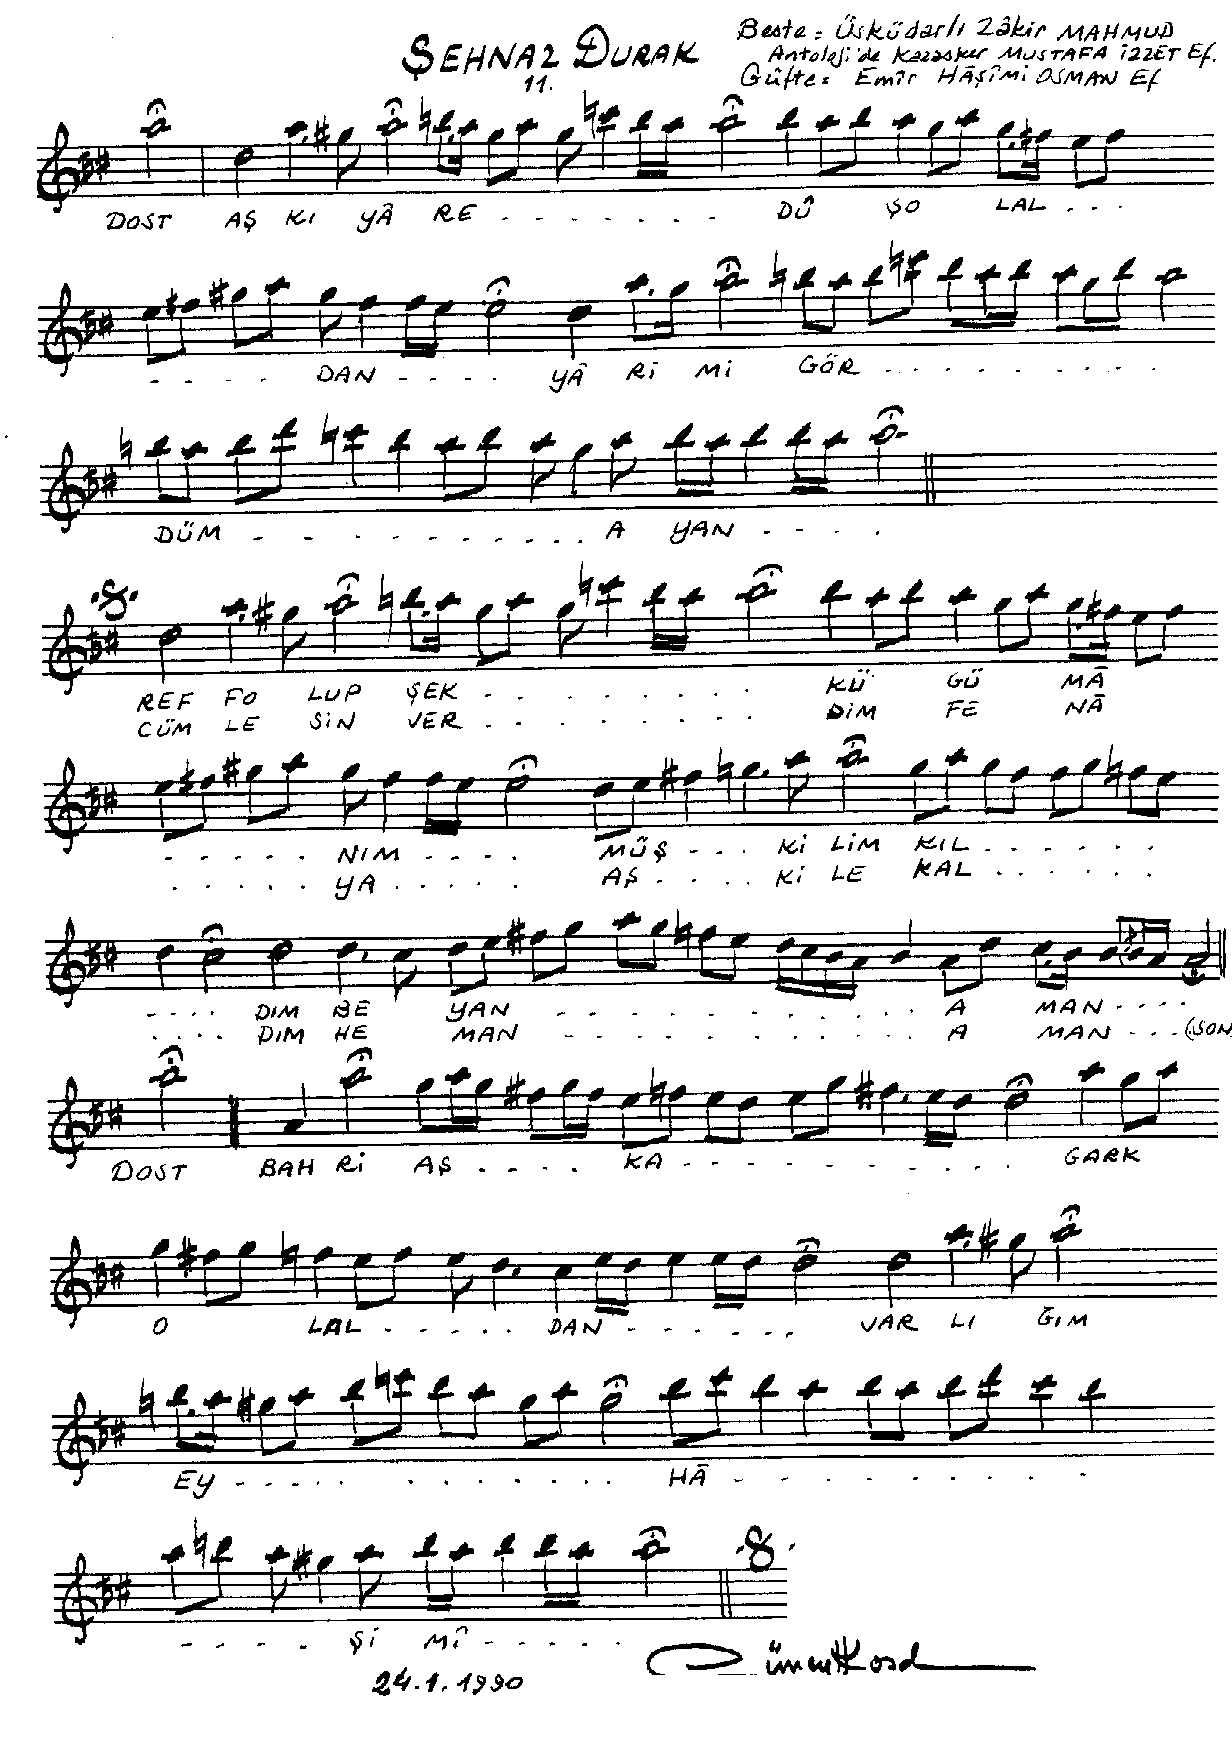 ŞEHNAZ DURAK
11.
Beste = Üsküdarlı Zâkir MAHMUD
Antoloji'de Kazasker MUSTAFA İZZET Ef.
Güfte = Emîr HÂŞİMİ OSMAN Ef
DOST AŞ KI YÂ RE - - - - - - - DÛ ŞO LAL - - -
- - - - DAN - - - - YÂ Rİ Mİ GÖR - - - - - - - - -
DÜM - - - - - - - - - - A YAN - - - -
REF FO LUP ŞEK - - - - - - - - - KÜ GÜ MÂ
CÜM LE SİN VER - - - - - - - - - DİM FE NÂ
- - - - - NIM - - - - MÜŞ - - - Kİ LİM KIL - - - - - -
- - - - - YA - - - - - AŞ - - - - Kİ LE KAL - - - - - -
- - - - DIM BE YAN - - - - - - - - - - - A MAN - - - -
- - - - DIM HE MAN - - - - - - - - - - - A MAN - - - (SON
DOST BAH Rİ AŞ - - - - KA - - - - - - - - - - GARK
O LAL - - - - - DAN - - - - - - VAR LI ĞIM
EY - - - - - - - - - - - HÂ - - - - - - - - -
- - - - - Şİ MÎ - - - - -
24.1.1990